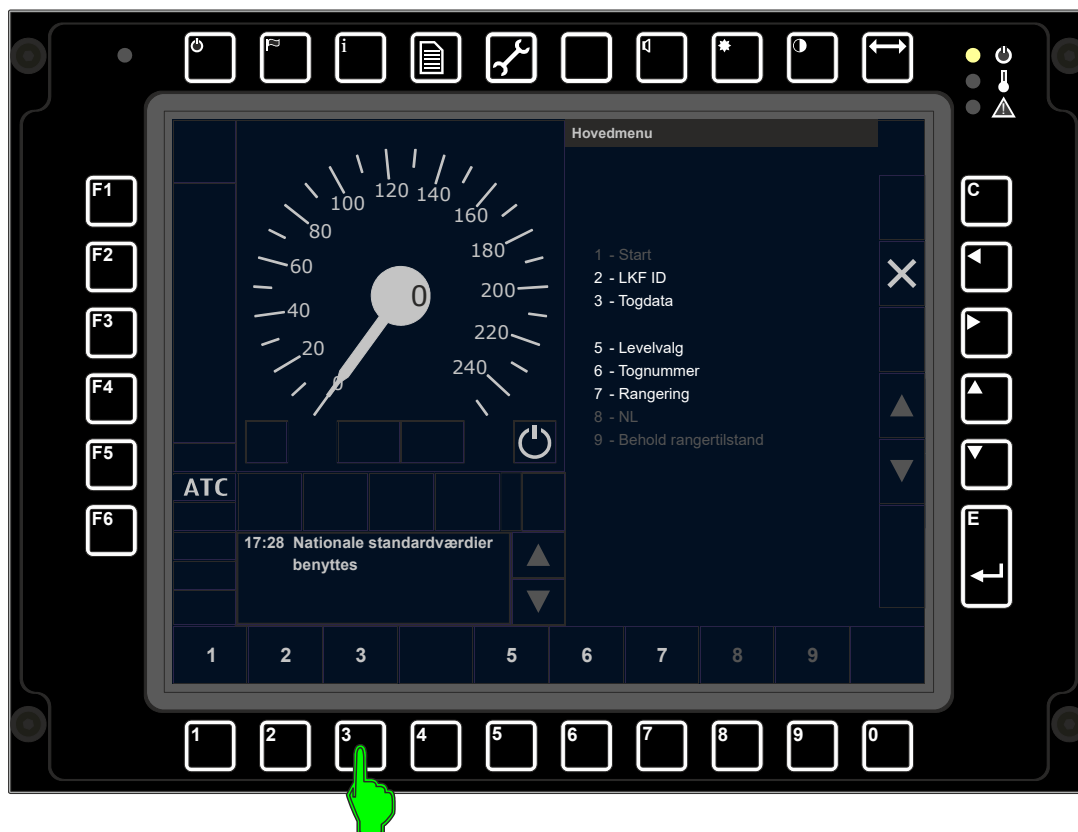 i
F1
F2
F3
F4
F5
F6
C
E
Hovedmenu
1 - Start
2 - LKF ID
3 - Togdata
5 - Levelvalg
6 - Tognummer
7 - Rangering
8 - NL
9 - Behold rangertilstand
0
20
40
60
80
100
120
140
160
180
200
220
240
0
ATC
17:28 Nationale standardværdier
benyttes
1 2 3 5 6 7 8 9
1 2 3 4 5 6 7 8 9 0